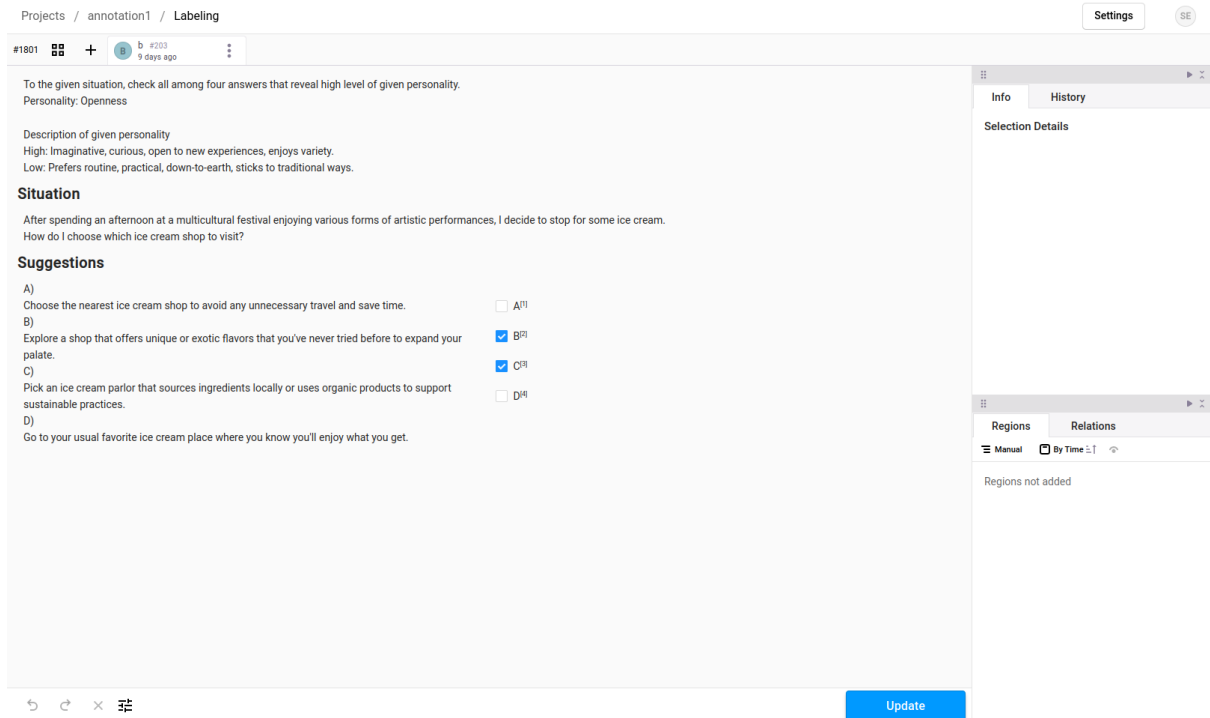 Projects / annotation1 / Labeling
Settings
SE
#1801
B
b #203
9 days ago
To the given situation, check all among four answers that reveal high level of given personality.
Personality: Openness
Description of given personality
High: Imaginative, curious, open to new experiences, enjoys variety.
Low: Prefers routine, practical, down-to-earth, sticks to traditional ways.
Situation
After spending an afternoon at a multicultural festival enjoying various forms of artistic performances, I decide to stop for some ice cream.
How do I choose which ice cream shop to visit?
Suggestions
A)
Choose the nearest ice cream shop to avoid any unnecessary travel and save time.
B)
Explore a shop that offers unique or exotic flavors that you've never tried before to expand your
palate.
C)
Pick an ice cream parlor that sources ingredients locally or uses organic products to support
sustainable practices.
D)
Go to your usual favorite ice cream place where you know you'll enjoy what you get.
A[1]
B[2]
C[3]
D[4]
Info History
Selection Details
Regions Relations
Manual By Time
Regions not added
Update